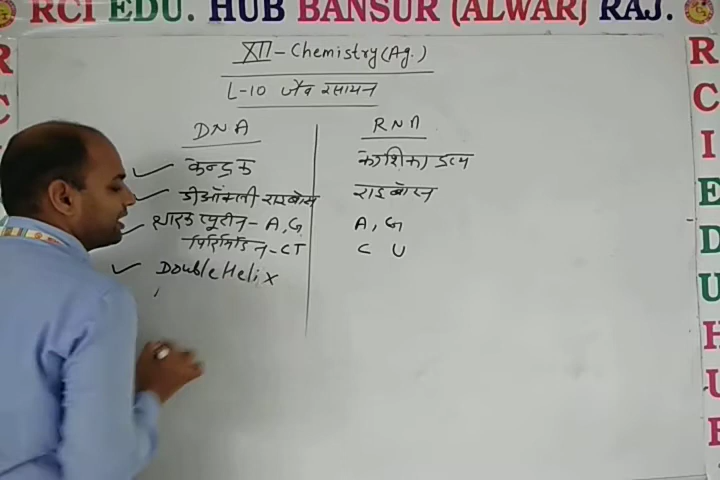 RCI EDU. HUB BANSUR (ALWAR) RAJ.
XII - Chemistry(Ag.)
L-10 जैव रसायन
DNA
केन्द्रक
डीऑक्सी राइबोस
क्षारक प्यूरीन - A, G
पिरिमिडिन - C T
Double Helix
RNA
कोशिका द्रव्य
राइबोस
A, G
C U
R
C
R
C
I
E
D
U
H
U